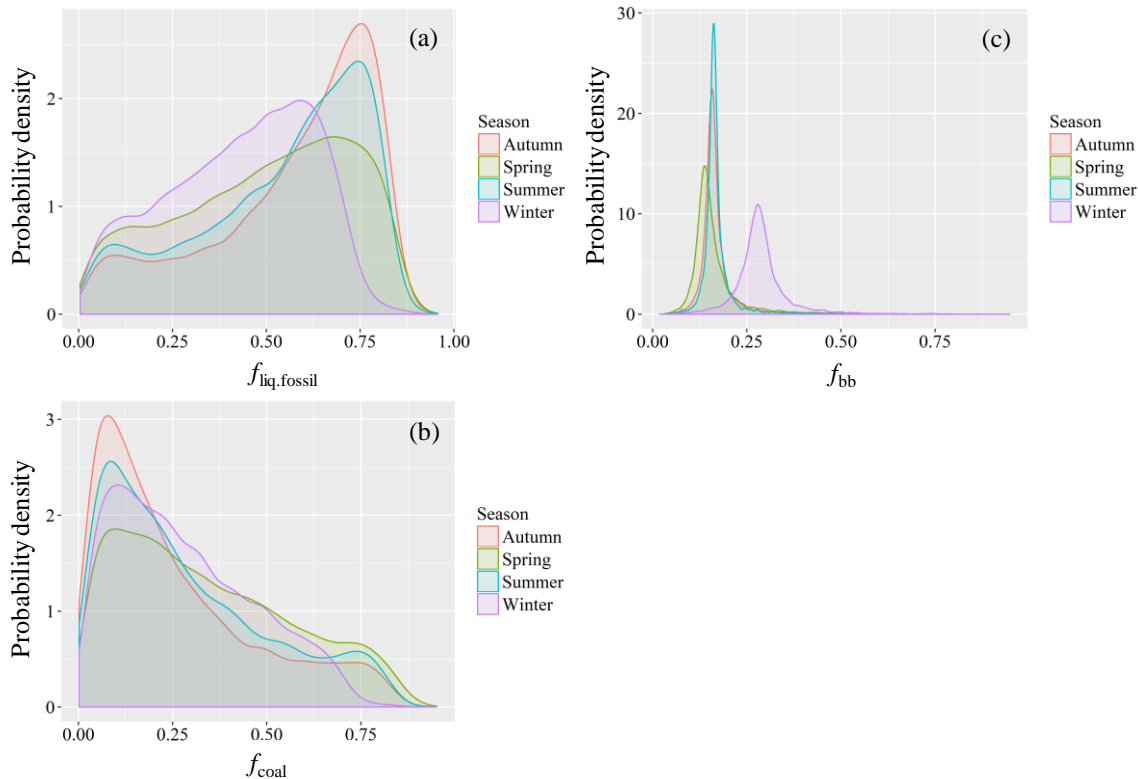 (a)
Probability density
2
1
0
0.00 0.25 0.50 0.75 1.00
f liq.fossil
Season
Autumn
Spring
Summer
Winter
(c)
Probability density
30
20
10
0
0.00 0.25 0.50 0.75
f bb
Season
Autumn
Spring
Summer
Winter
(b)
Probability density
3
2
1
0
0.00 0.25 0.50 0.75
f coal
Season
Autumn
Spring
Summer
Winter